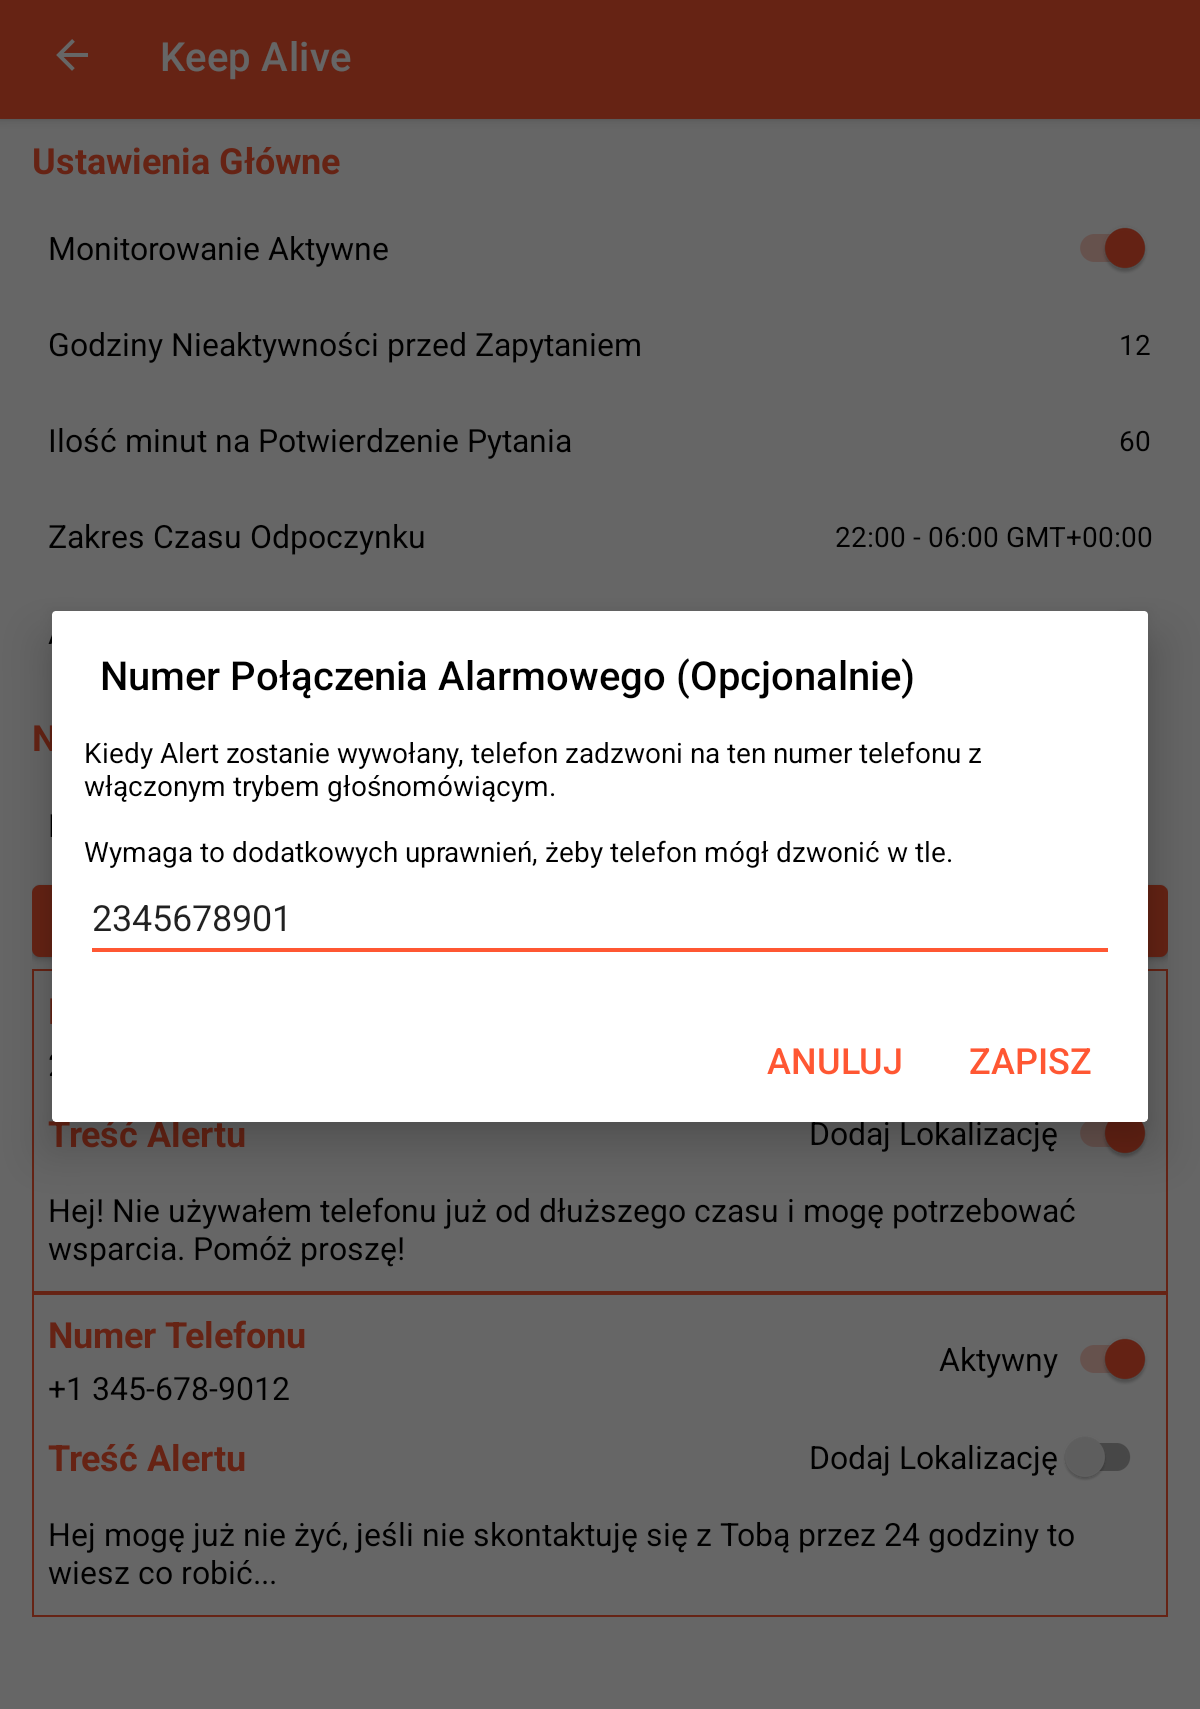 Keep Alive
Ustawienia Główne
Monitorowanie Aktywne
Godziny Nieaktywności przed Zapytaniem 12
Ilość minut na Potwierdzenie Pytania 60
Zakres Czasu Odpoczynku 22:00 - 06:00 GMT+00:00
Numer Połączenia Alarmowego (Opcjonalnie)
Kiedy Alert zostanie wywołany, telefon zadzwoni na ten numer telefonu z
włączonym trybem głośnomówiącym.
Wymaga to dodatkowych uprawnień, żeby telefon mógł dzwonić w tle.
2345678901
ANULUJ ZAPISZ
Treść Alertu Dodaj Lokalizację
Hej! Nie używałem telefonu już od dłuższego czasu i mogę potrzebować
wsparcia. Pomóż proszę!
Numer Telefonu
Aktywny
+1 345-678-9012
Treść Alertu Dodaj Lokalizację
Hej mogę już nie żyć, jeśli nie skontaktuję się z Tobą przez 24 godziny to
wiesz co robić...